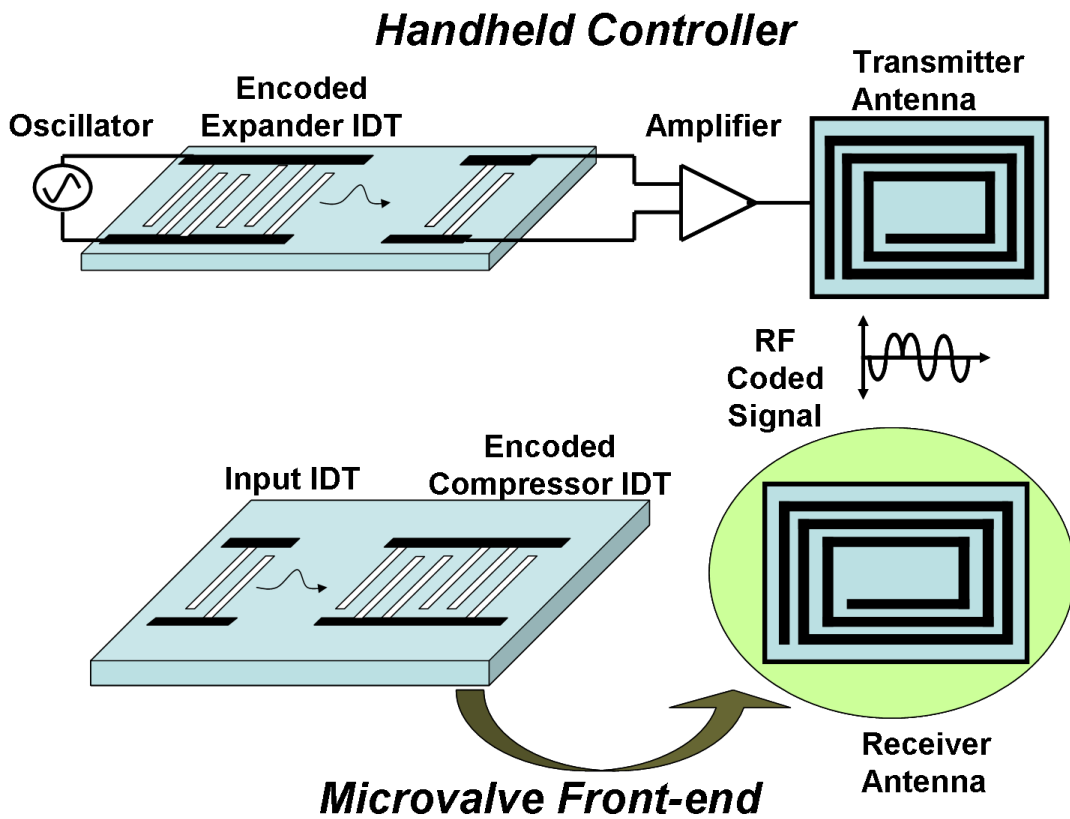 Handheld Controller
Transmitter
Antenna
Encoded
Expander IDT
Oscillator
Amplifier
RF
Coded
Signal
Encoded
Compressor IDT
Input IDT
Receiver
Antenna
Microvalve Front-end